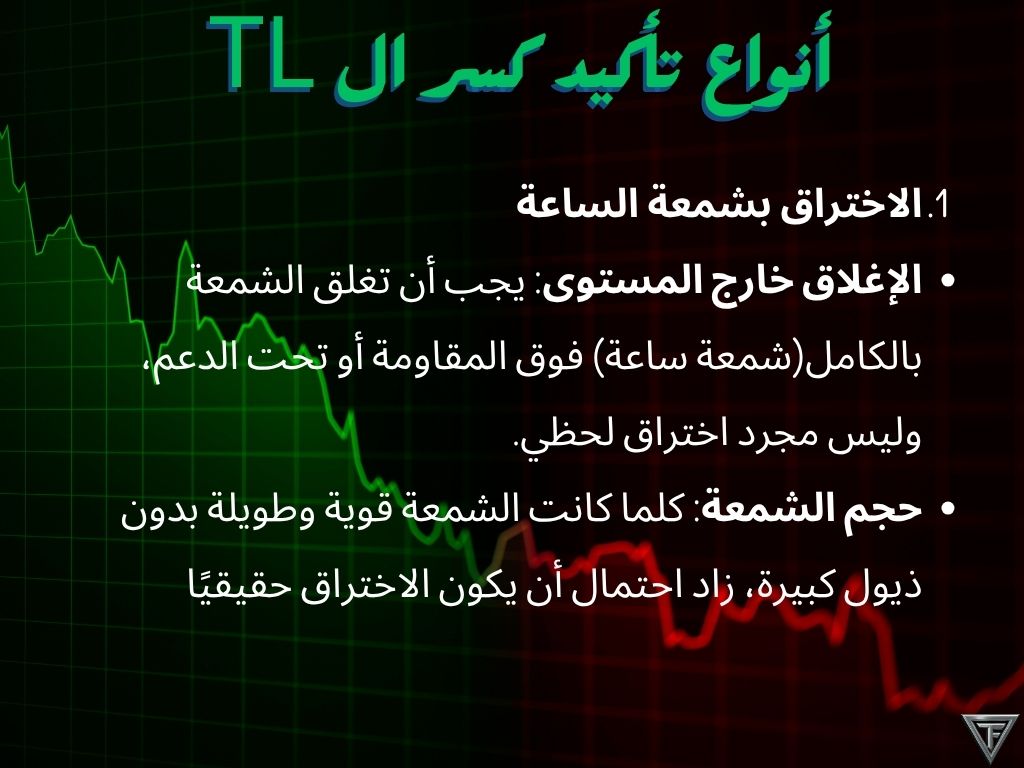 أنواع تأكيد كسر ال TL
1. الاختراق بشمعة الساعة
• الإغلاق خارج المستوى: يجب أن تغلق الشمعة
بالكامل(شمعة ساعة) فوق المقاومة أو تحت الدعم،
وليس مجرد اختراق لحظي.
• حجم الشمعة: كلما كانت الشمعة قوية وطويلة بدون
ذيول كبيرة، زاد احتمال أن يكون الاختراق حقيقيًا